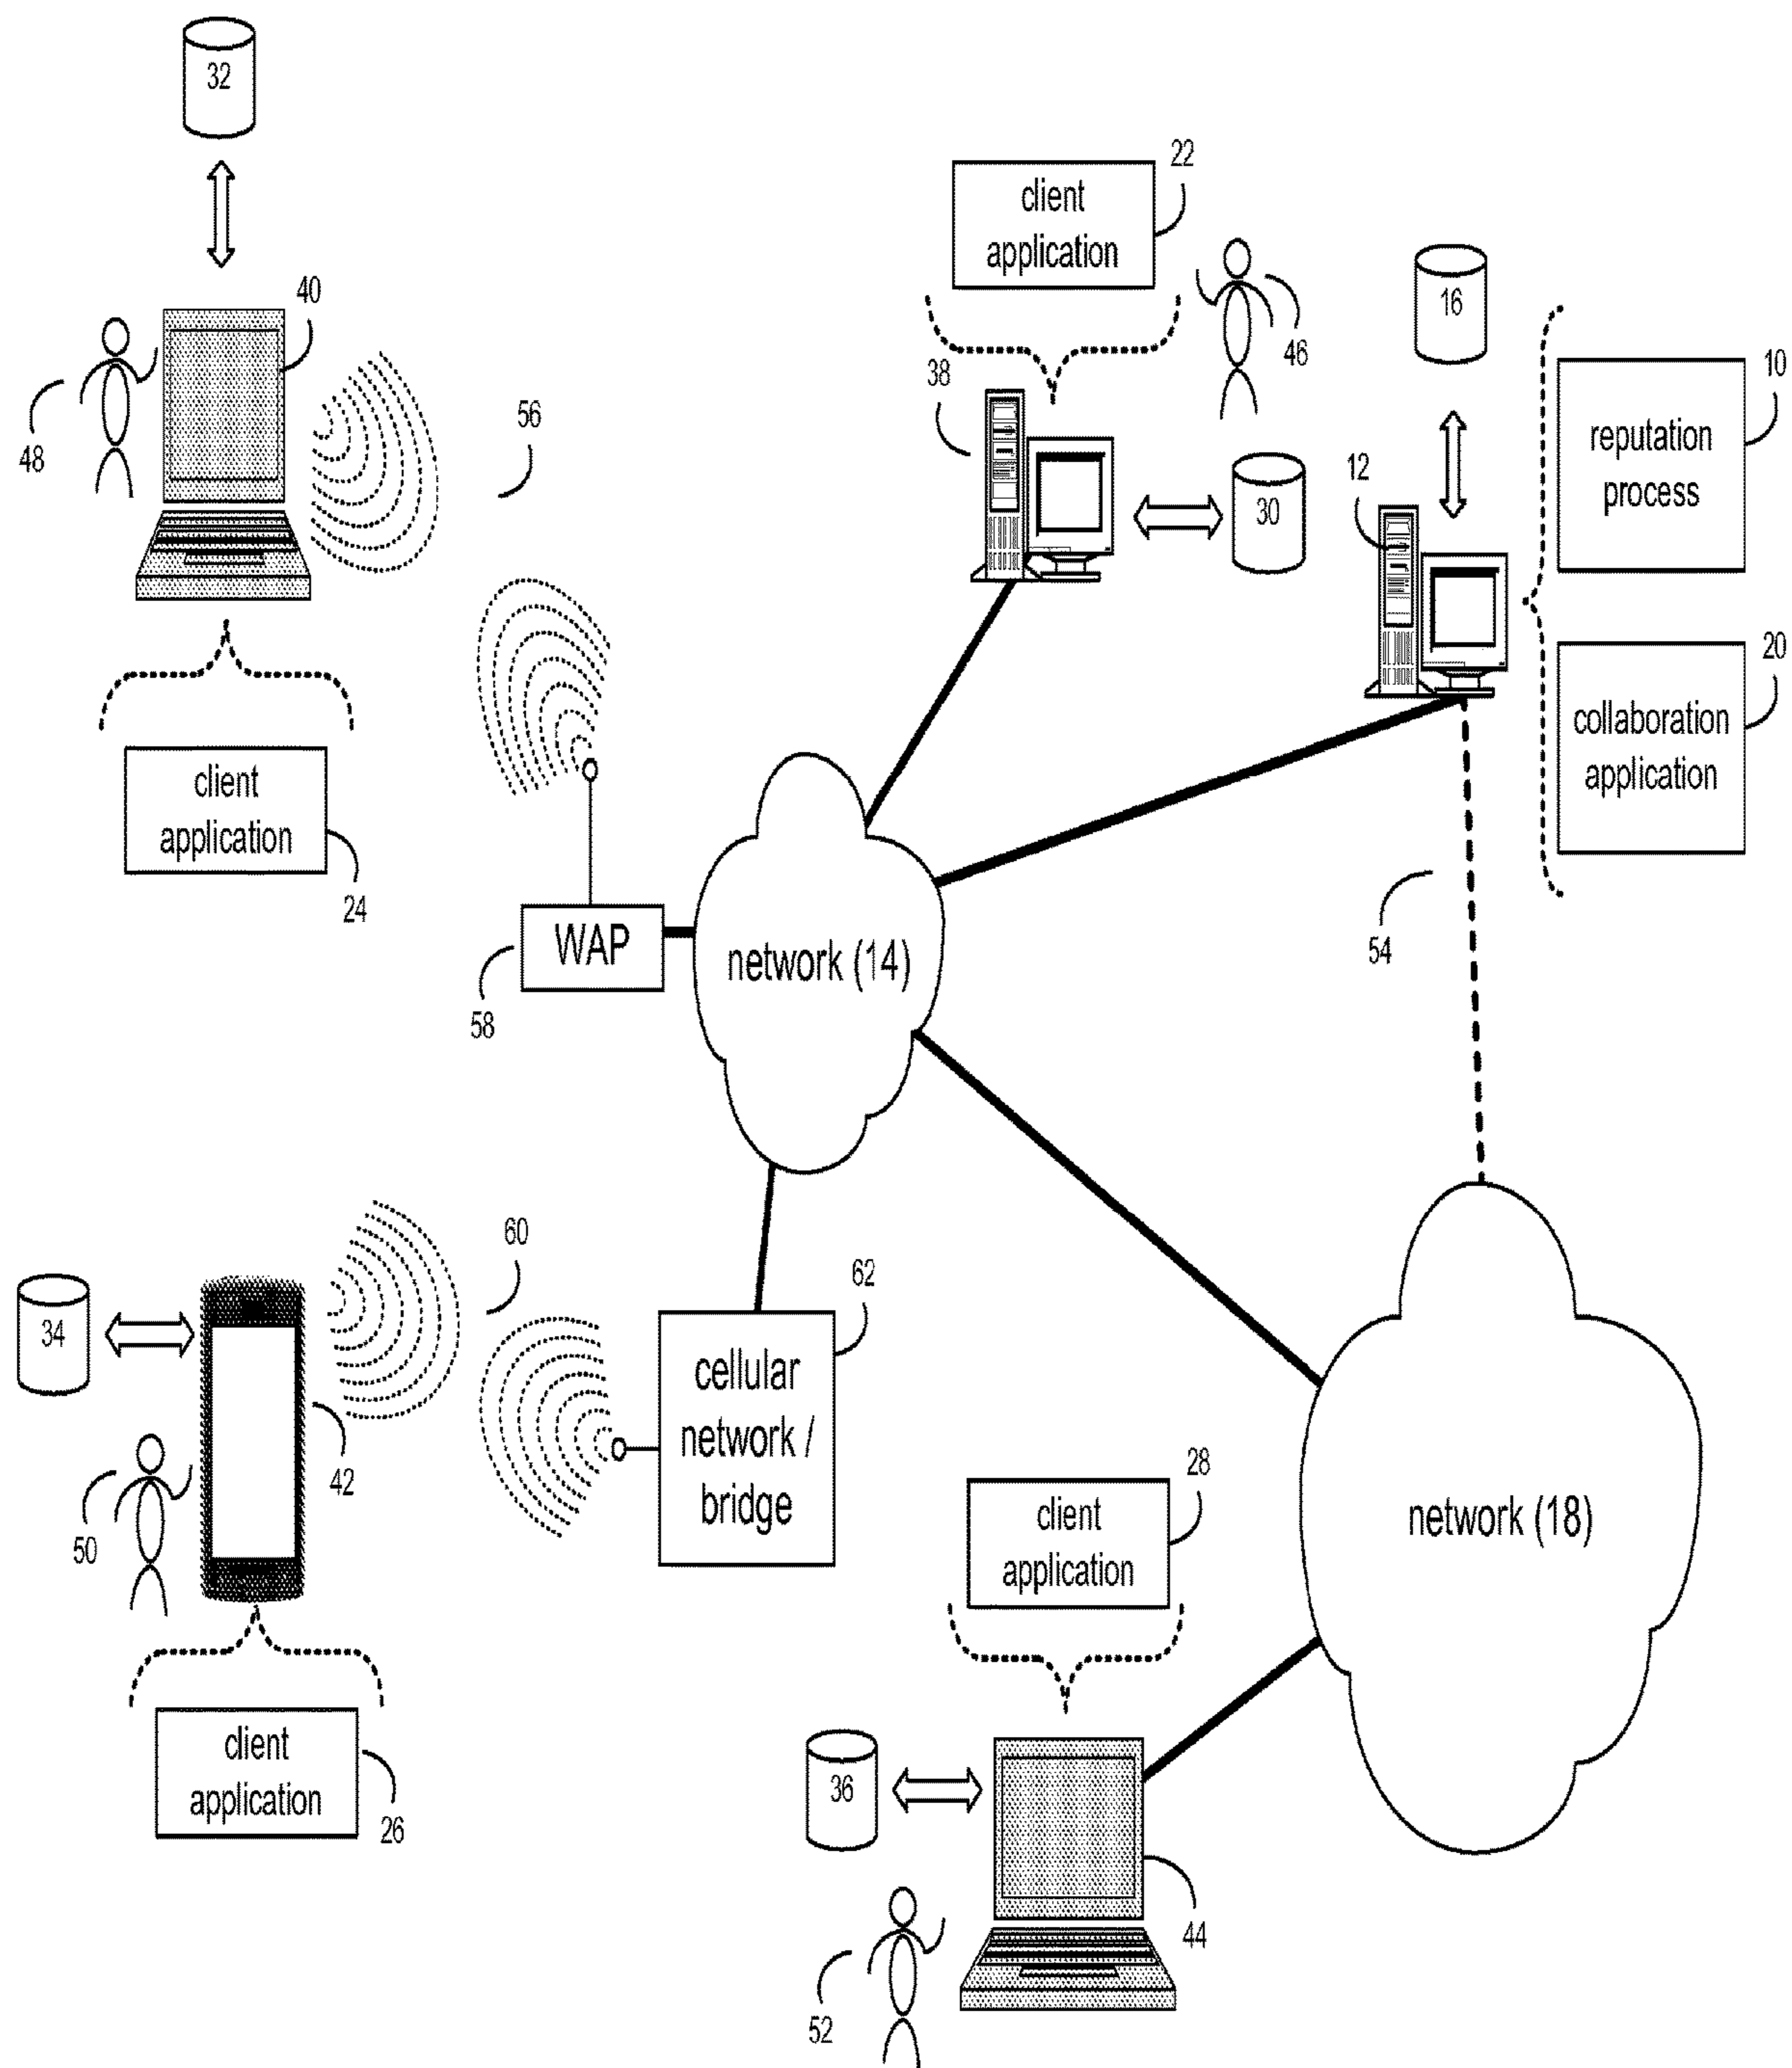 32
40
48
56
client
application
24
client
application
22
46
38
30
16
12
reputation
process
10
collaboration
application
20
54
WAP
58
network (14)
60
62
34
42
50
cellular
network /
bridge
client
application
26
client
application
28
network (18)
36
44
52